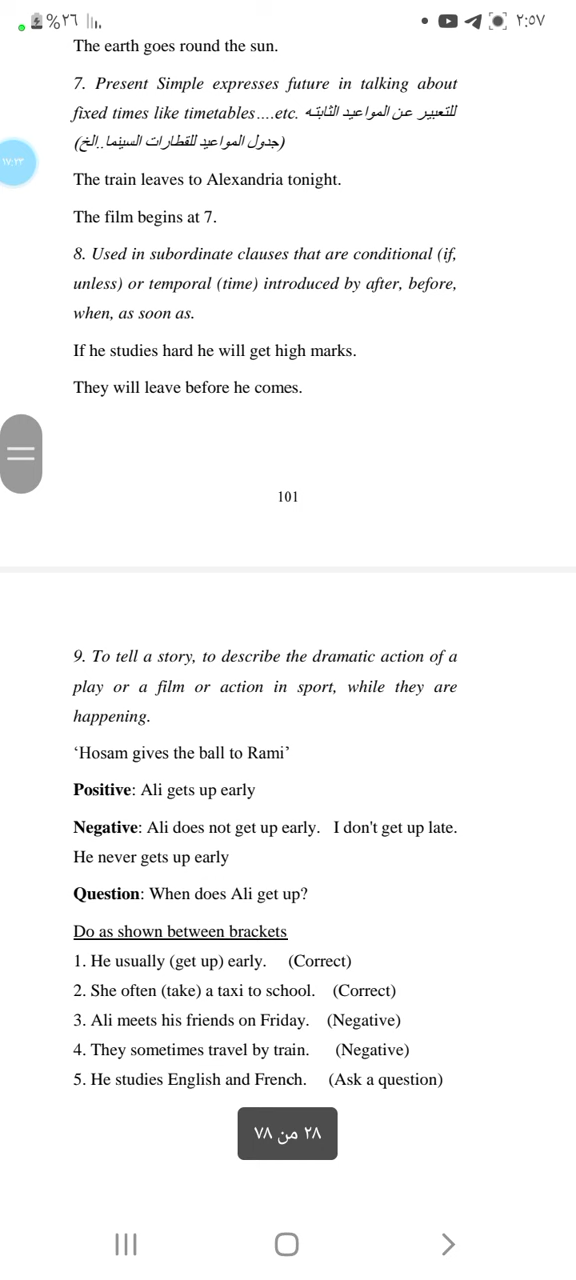 %٢٦ ٢:٥٧
The earth goes round the sun.
7. Present Simple expresses future in talking about
fixed times like timetables....etc. للتعبير عن المواعيد الثابته
(جدول المواعيد للقطارات السينما..الخ)
١٧:٢٣
The train leaves to Alexandria tonight.
The film begins at 7.
8. Used in subordinate clauses that are conditional (if,
unless) or temporal (time) introduced by after, before,
when, as soon as.
If he studies hard he will get high marks.
They will leave before he comes.
101
9. To tell a story, to describe the dramatic action of a
play or a film or action in sport, while they are
happening.
‘Hosam gives the ball to Rami’
Positive: Ali gets up early
Negative: Ali does not get up early. I don't get up late.
He never gets up early
Question: When does Ali get up?
Do as shown between brackets
1. He usually (get up) early. (Correct)
2. She often (take) a taxi to school. (Correct)
3. Ali meets his friends on Friday. (Negative)
4. They sometimes travel by train. (Negative)
5. He studies English and French. (Ask a question)
٢٨ من ٧٨